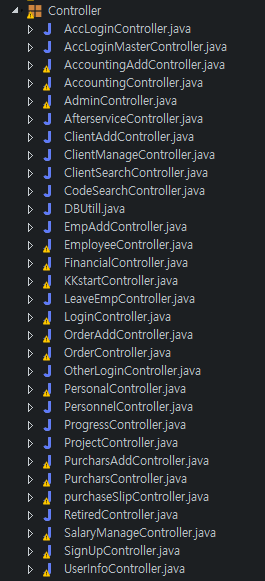 Controller
AccLoginController.java
AccLoginMasterController.java
AccountingAddController.java
AccountingController.java
AdminController.java
AfterserviceController.java
ClientAddController.java
ClientManageController.java
ClientSearchController.java
CodeSearchController.java
DBUtill.java
EmpAddController.java
EmployeeController.java
FinancialController.java
KKstartController.java
LeaveEmpController.java
LoginController.java
OrderAddController.java
OrderController.java
OtherLoginController.java
PersonalController.java
PersonnelController.java
ProgressController.java
ProjectController.java
PurcharsAddController.java
PurcharsController.java
purchaseSlipController.java
RetiredController.java
SalaryManageController.java
SignUpController.java
UserInfoController.java